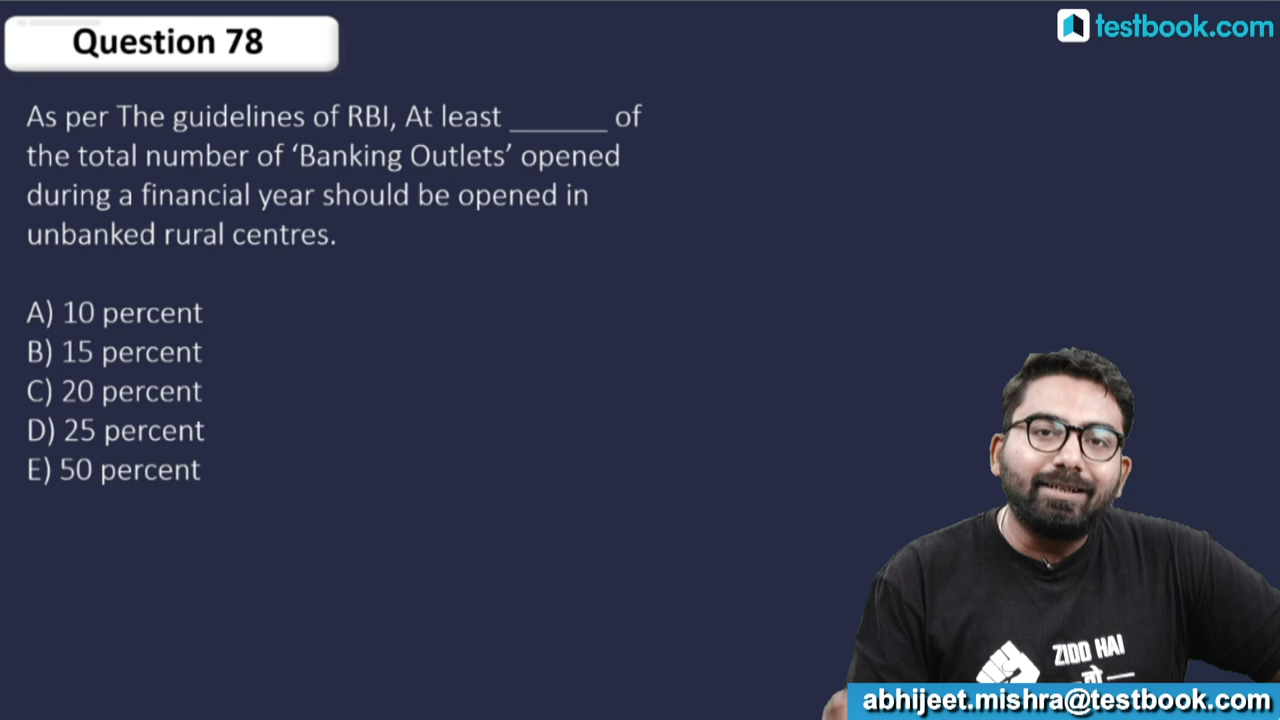 Question 78
testbook.com
As per The guidelines of RBI, At least _______ of
the total number of ‘Banking Outlets’ opened
during a financial year should be opened in
unbanked rural centres.
A) 10 percent
B) 15 percent
C) 20 percent
D) 25 percent
E) 50 percent
ZIDD HAI
तो
abhijeet.mishra@testbook.com